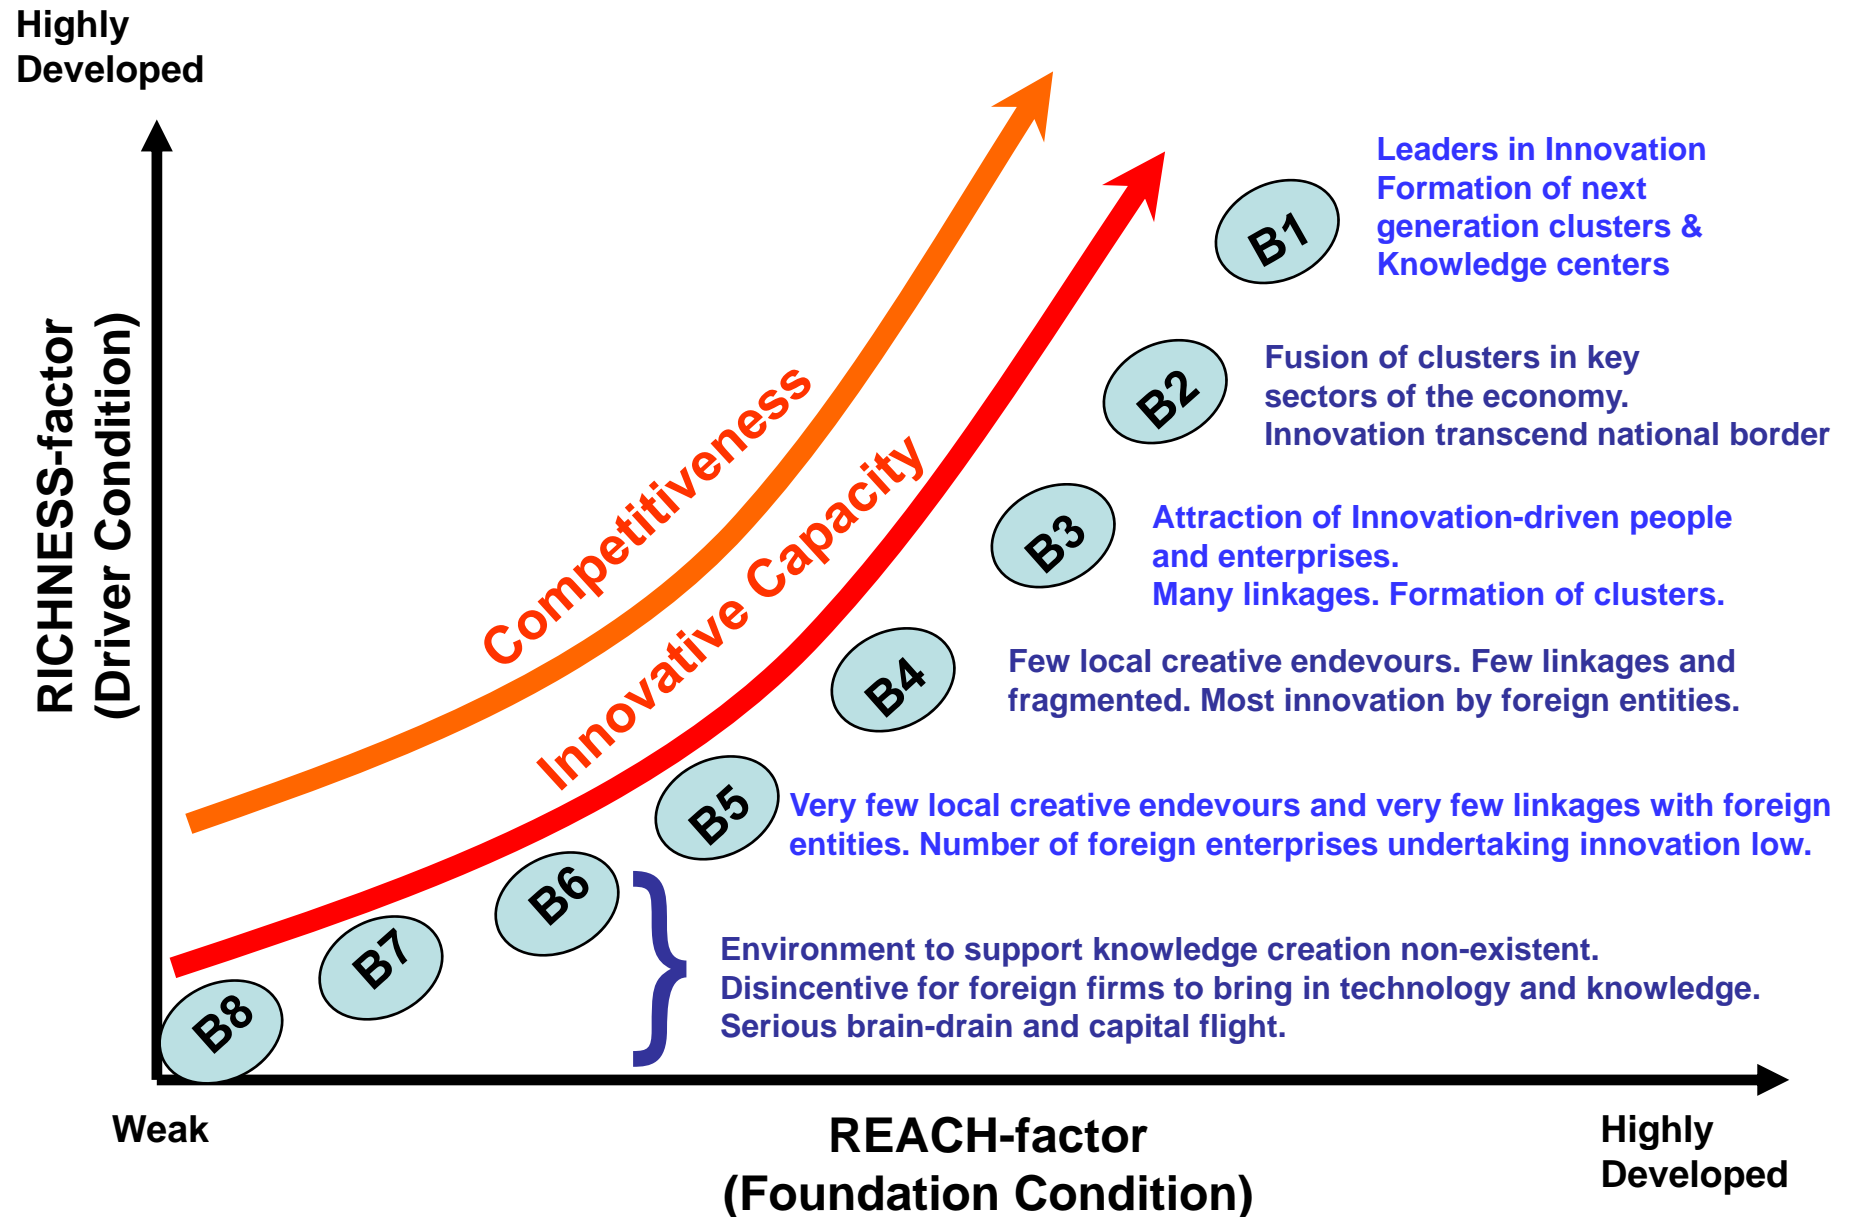 Highly
Developed
RICHNESS-factor
(Driver Condition)
Competitiveness
Innovative Capacity
B1
Leaders in Innovation
Formation of next
generation clusters &
Knowledge centers
B2
Fusion of clusters in key
sectors of the economy.
Innovation transcend national border
B3
Attraction of Innovation-driven people
and enterprises.
Many linkages. Formation of clusters.
B4
Few local creative endevours. Few linkages and
fragmented. Most innovation by foreign entities.
B5
Very few local creative endevours and very few linkages with foreign
entities. Number of foreign enterprises undertaking innovation low.
B6
B7
B8
}
Environment to support knowledge creation non-existent.
Disincentive for foreign firms to bring in technology and knowledge.
Serious brain-drain and capital flight.
Weak
REACH-factor
(Foundation Condition)
Highly
Developed